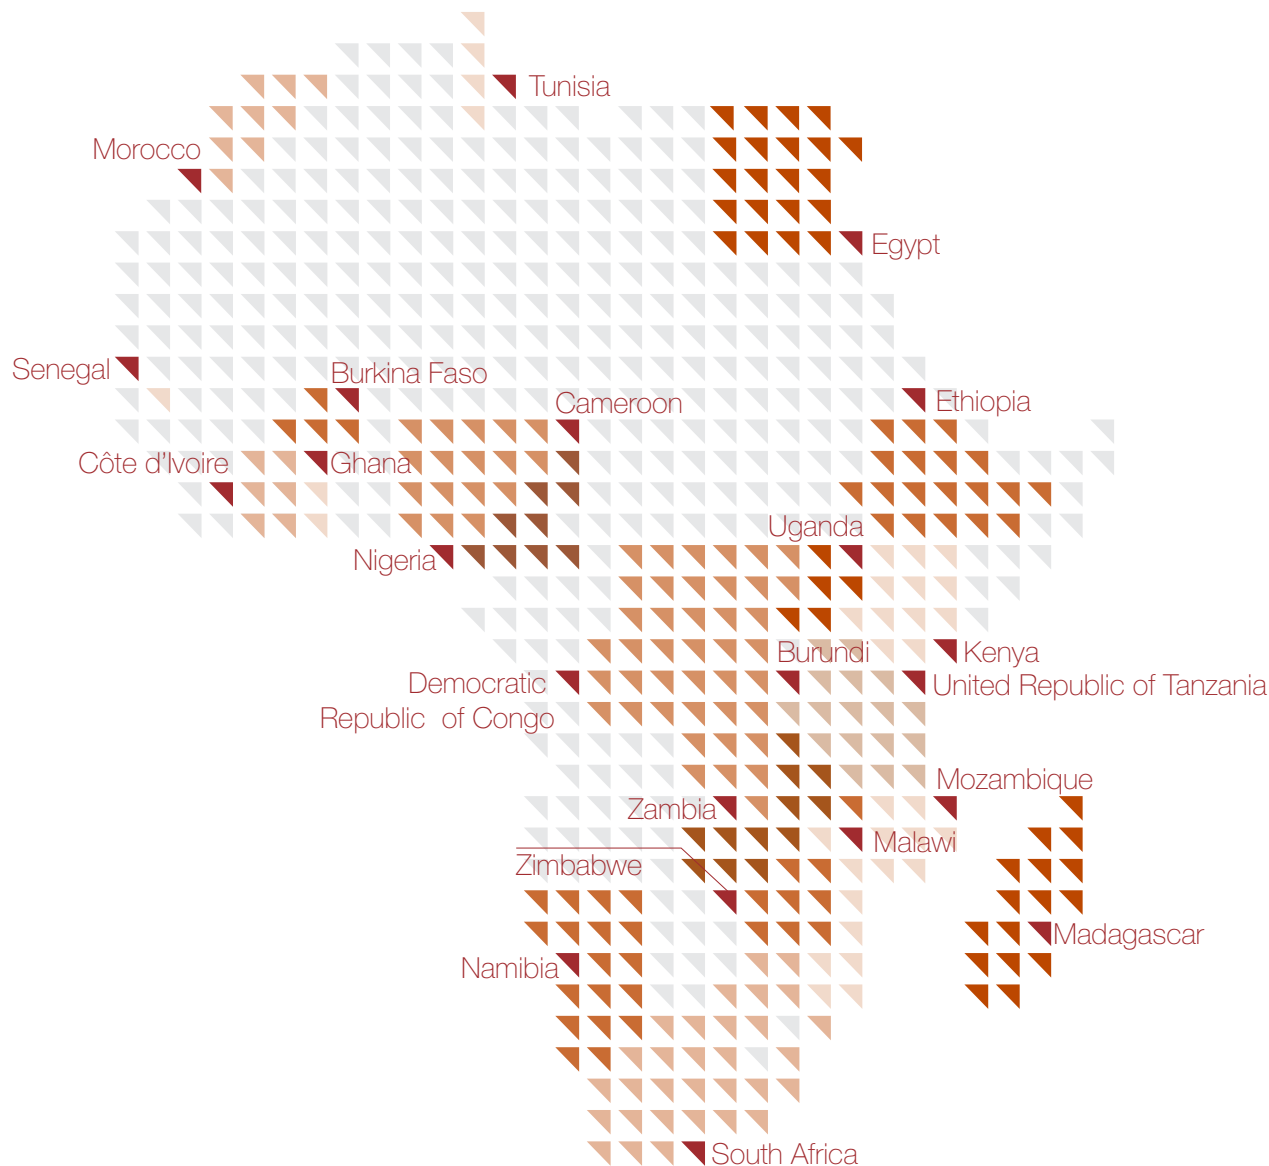 Tunisia
Morocco
Egypt
Senegal
Burkina Faso
Cameroon
Ethiopia
Côte d'Ivoire
Ghana
Uganda
Nigeria
Burundi
Kenya
Democratic
Republic of Congo
United Republic of Tanzania
Mozambique
Zambia
Malawi
Zimbabwe
Madagascar
Namibia
South Africa